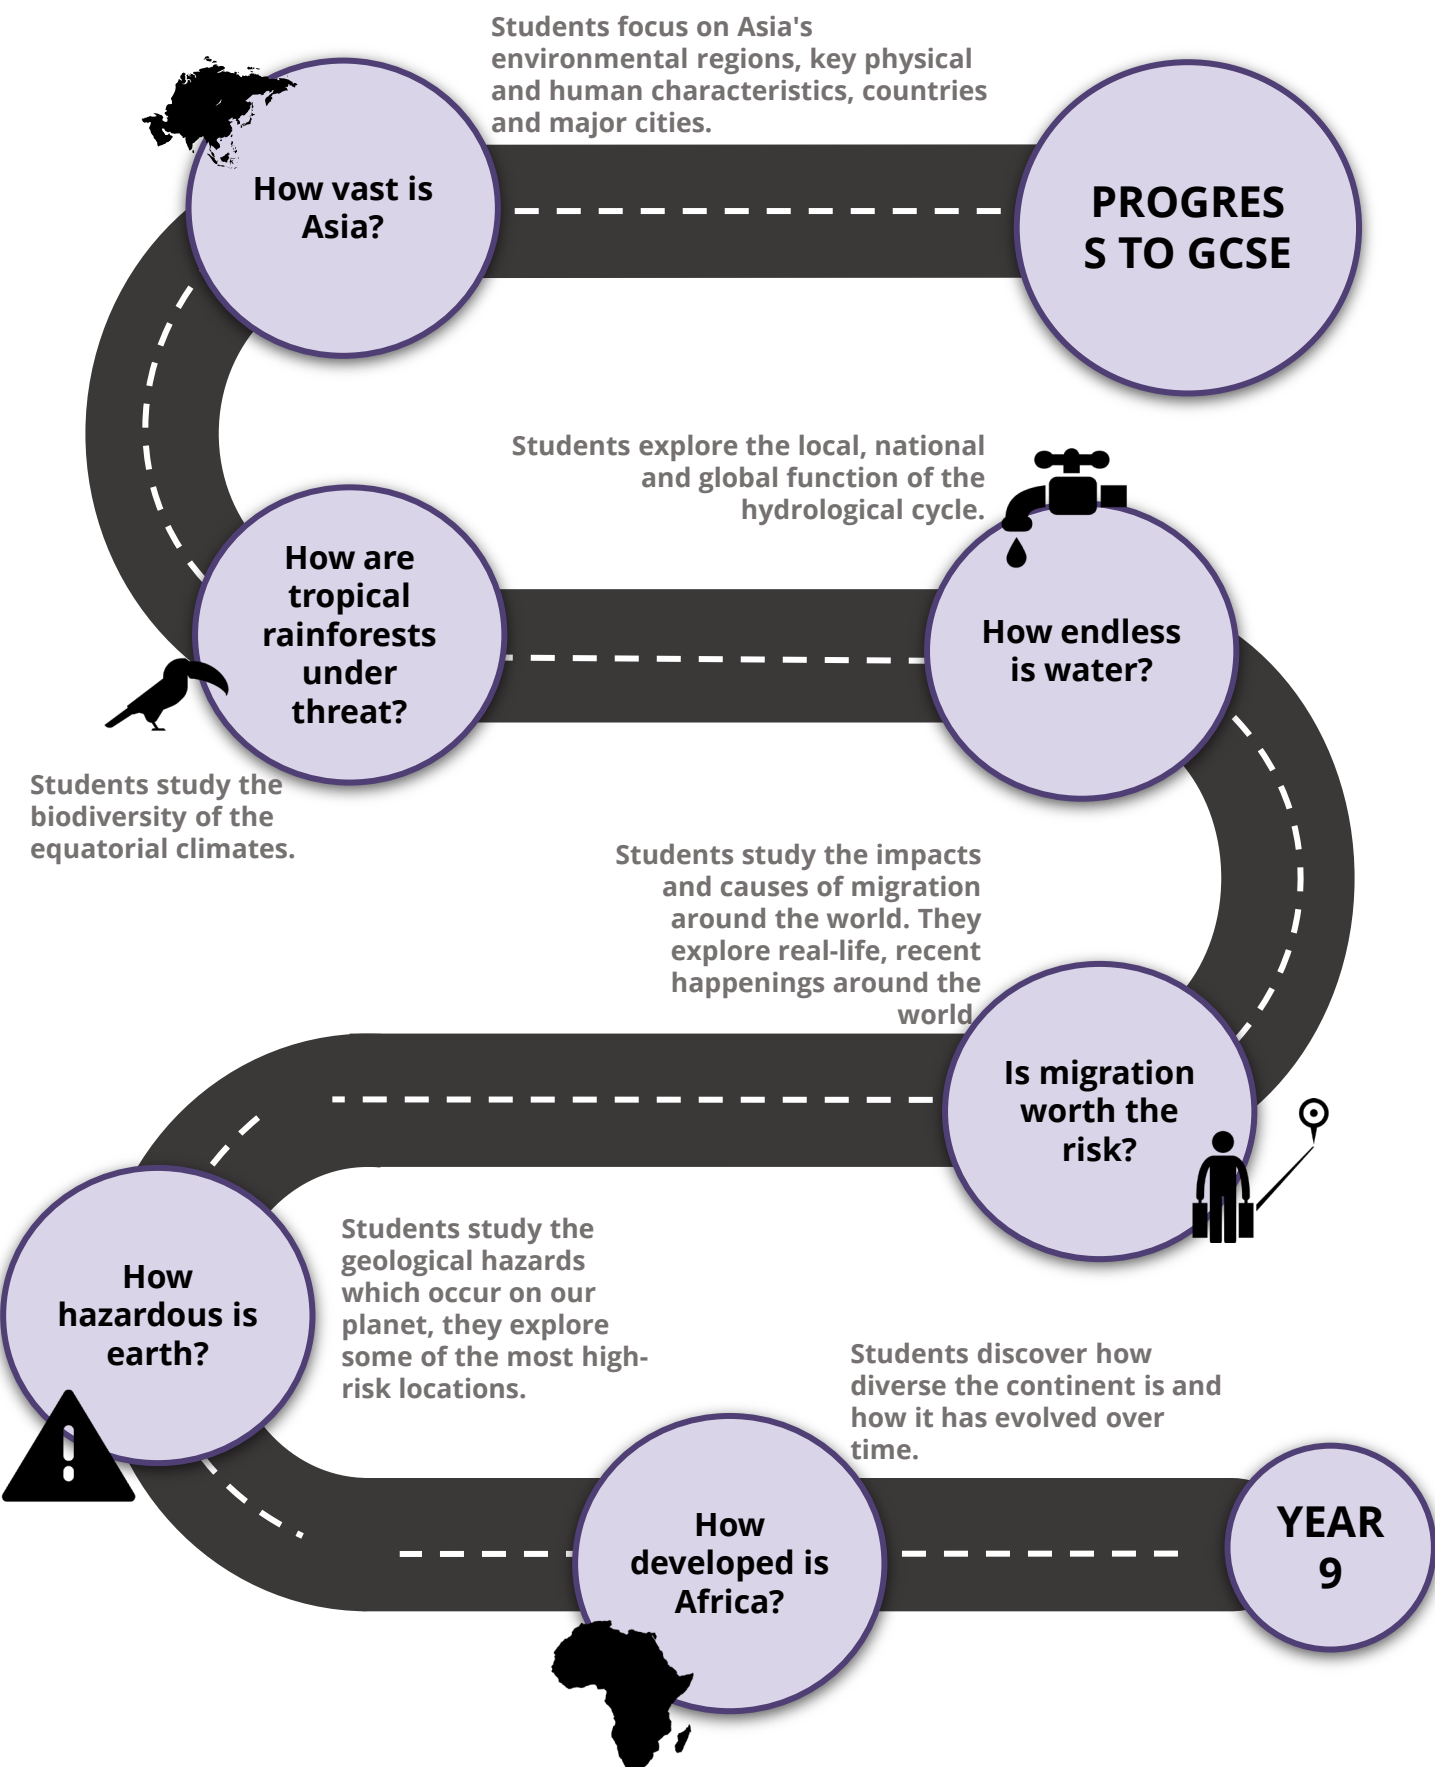 Students focus on Asia's
environmental regions, key physical
and human characteristics, countries
and major cities.
How vast is
Asia?
PROGRES
S TO GCSE
Students explore the local, national
and global function of the
hydrological cycle.
How are
tropical
rainforests
under
threat?
How endless
is water?
Students study the
biodiversity of the
equatorial climates.
Students study the impacts
and causes of migration
around the world. They
explore real-life, recent
happenings around the
world.
Is migration
worth the
risk?
How
hazardous is
earth?
Students study the
geological hazards
which occur on our
planet, they explore
some of the most high-
risk locations.
Students discover how
diverse the continent is and
how it has evolved over
time.
How
developed is
Africa?
YEAR
9